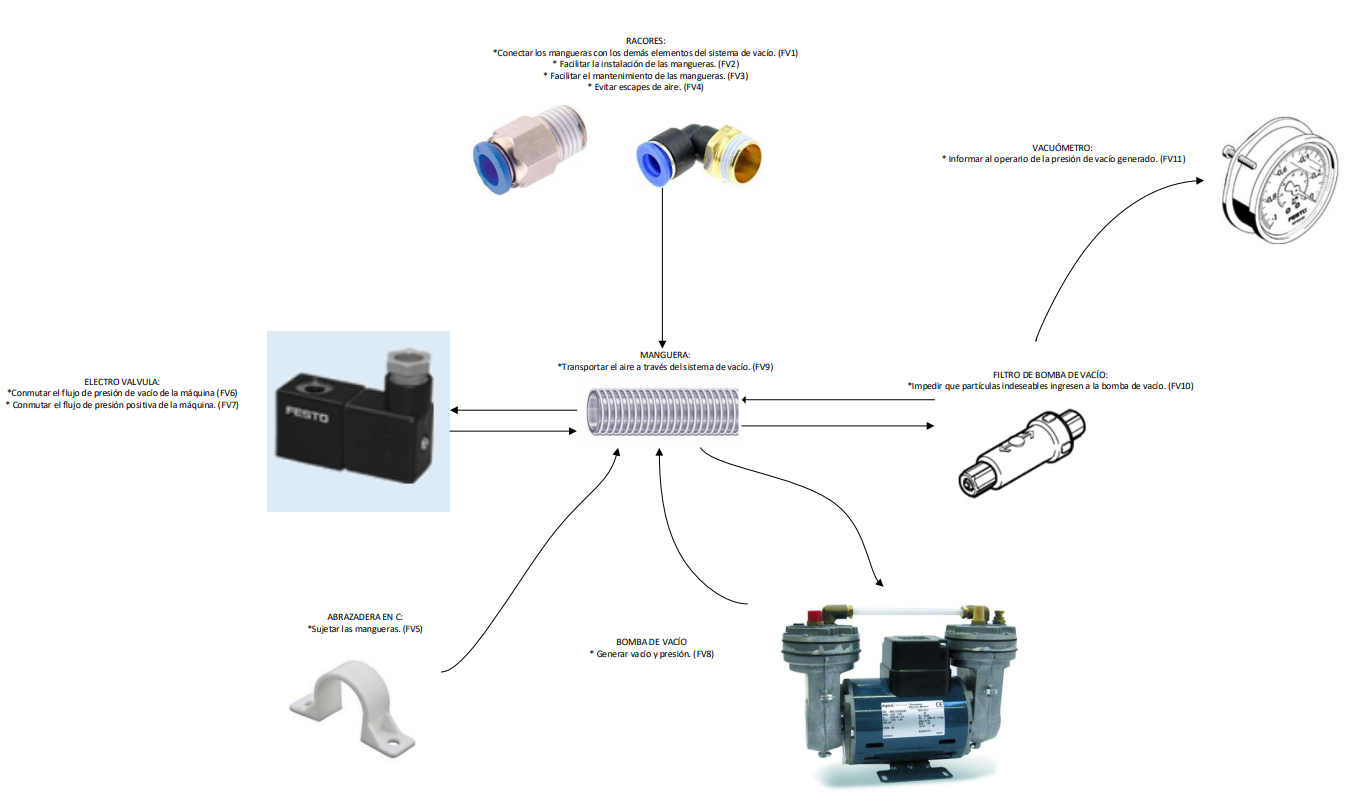 RACORES:
*Conectar los mangueras con los demás elementos del sistema de vacío. (FV1)
* Facilitar la instalación de las mangueras. (FV2)
* Facilitar el mantenimiento de las mangueras. (FV3)
* Evitar escapes de aire. (FV4)
VACUÓMETRO:
* Informar al operario de la presión de vacío generado. (FV11)
FESTO
MANGUERA:
*Transportar el aire a través del sistema de vacío. (FV9)
ELECTRO VALVULA:
*Conmutar el flujo de presión de vacío de la máquina (FV6)
* Conmutar el flujo de presión positiva de la máquina. (FV7)
FESTO
FILTRO DE BOMBA DE VACÍO:
*Impedir que partículas indeseables ingresen a la bomba de vacío. (FV10)
ABRAZADERA EN C:
*Sujetar las mangueras. (FV5)
BOMBA DE VACÍO
* Generar vacío y presión. (FV8)